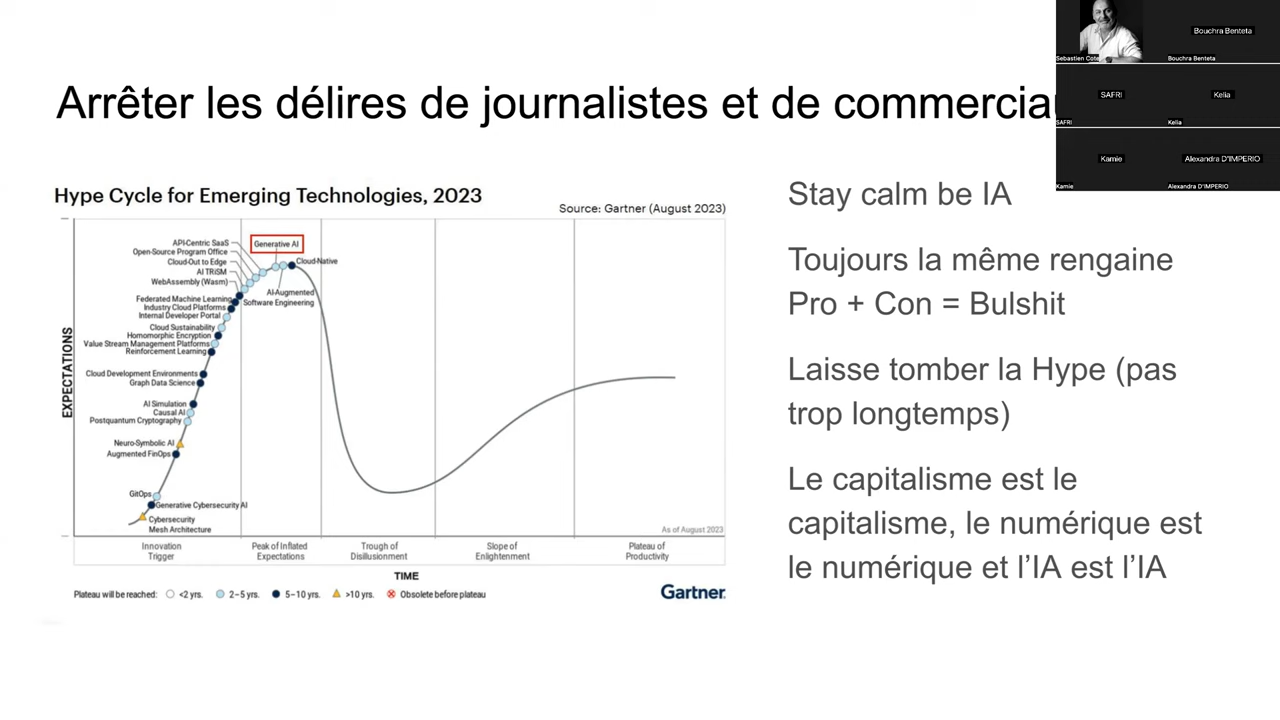 Arrêter les délires de journalistes et de commercia
Sebastien Cote
Bouchra Benteta
Bouchra Benteta
SAFRI
SAFRI
Kelia
Kelia
Kamie
Kamie
Alexandra D'IMPERIO
Alexandra D'IMPERIO
Hype Cycle for Emerging Technologies, 2023
Source: Gartner (August 2023)
API-Centric SaaS
Generative AI
Open-Source Program Office
Cloud-Out to Edge
Cloud-Native
AI TRiSM
WebAssembly (Wasm)
AI-Augmented
Software Engineering
Federated Machine Learning
Industry Cloud Platforms
Internal Developer Portal
Cloud Sustainability
Homomorphic Encryption
Value Stream Management Platforms
Reinforcement Learning
Cloud Development Environments
Graph Data Science
AI Simulation
Causal AI
Postquantum Cryptography
Neuro-Symbolic AI
Augmented FinOps
GitOps
Generative Cybersecurity AI
Cybersecurity
Mesh Architecture
EXPECTATIONS
As of August 2023
Innovation
Trigger
Peak of Inflated
Expectations
Trough of
Disillusionment
Slope of
Enlightenment
Plateau of
Productivity
TIME
Plateau will be reached: <2 yrs. 2–5 yrs. 5–10 yrs. >10 yrs. Obsolete before plateau
Gartner
Stay calm be IA
Toujours la même rengaine
Pro + Con = Bulshit
Laisse tomber la Hype (pas
trop longtemps)
Le capitalisme est le
capitalisme, le numérique est
le numérique et l'IA est l'IA